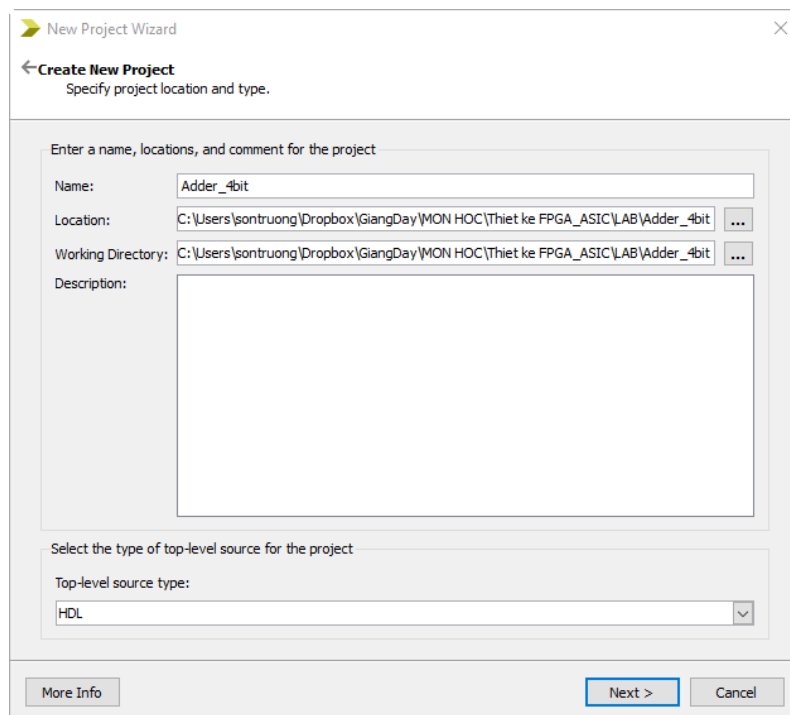 New Project Wizard
Create New Project
Specify project location and type.
Enter a name, locations, and comment for the project
Name: Adder_4bit
Location: C:\Users\sontruong\Dropbox\GiangDay\MON HOC\Thiet ke FPGA_ASIC\LAB\Adder_4bit ...
Working Directory: C:\Users\sontruong\Dropbox\GiangDay\MON HOC\Thiet ke FPGA_ASIC\LAB\Adder_4bit ...
Description:
Select the type of top-level source for the project
Top-level source type:
HDL
More Info Next > Cancel